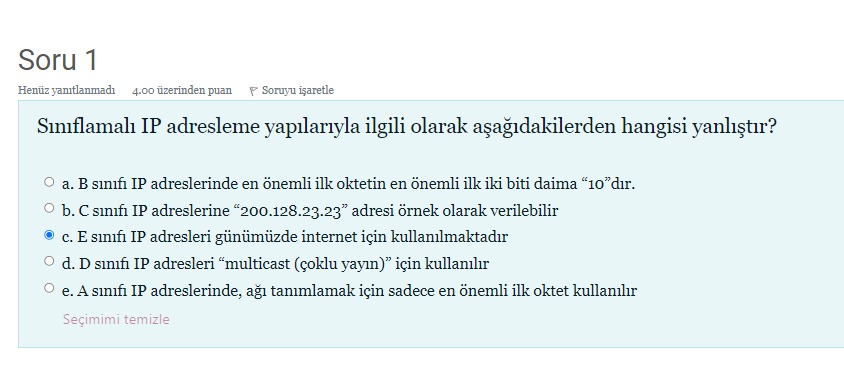 Soru 1
Henüz yanıtlanmadı 4.00 üzerinden puan Soruyu işaretle
Sınıflamalı IP adresleme yapılarıyla ilgili olarak aşağıdakilerden hangisi yanlıştır?
a. B sınıfı IP adreslerinde en önemli ilk oktetin en önemli ilk iki biti daima “10”dır.
b. C sınıfı IP adreslerine “200.128.23.23” adresi örnek olarak verilebilir
c. E sınıfı IP adresleri günümüzde internet için kullanılmaktadır
d. D sınıfı IP adresleri “multicast (çoklu yayın)” için kullanılır
e. A sınıfı IP adreslerinde, ağı tanımlamak için sadece en önemli ilk oktet kullanılır
Seçimimi temizle